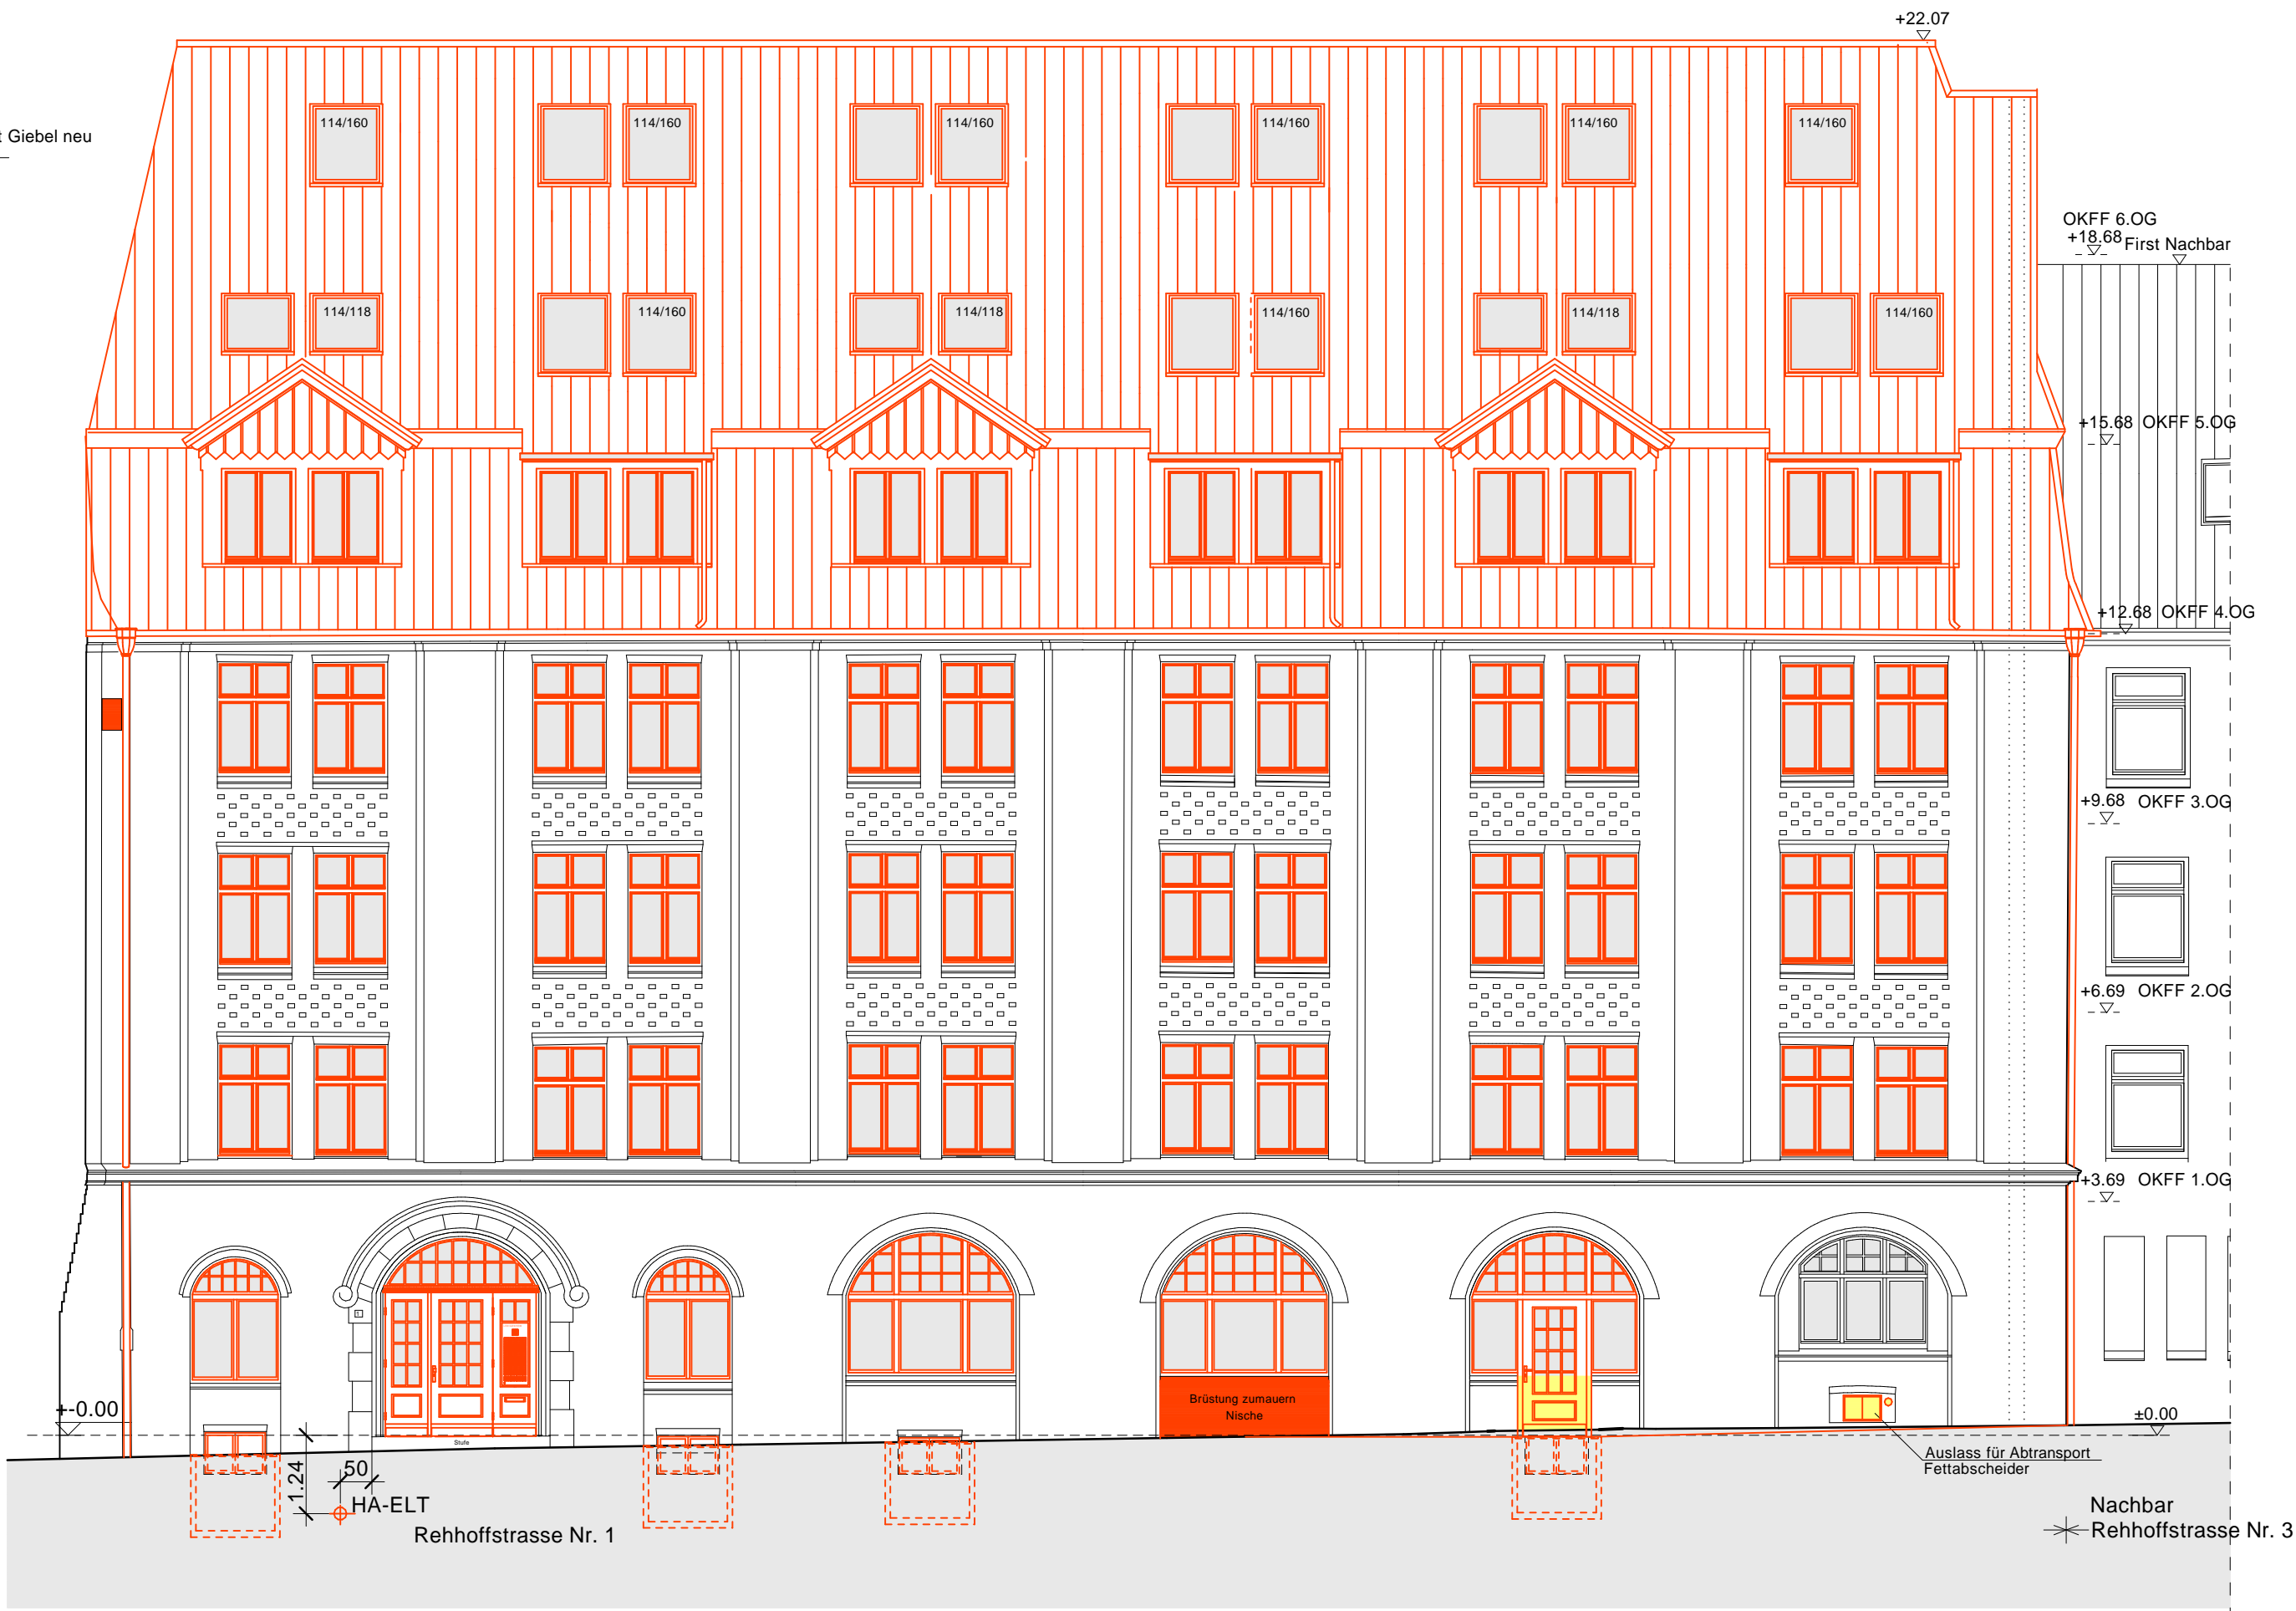 +22.07
t Giebel neu
114/160
114/160
114/160
114/160
114/160
114/160
OKFF 6.OG
+18.68
First Nachbar
114/118
114/160
114/118
114/160
114/118
114/160
+15.68 OKFF 5.OG
+12.68 OKFF 4.OG
+9.68 OKFF 3.OG
+6.69 OKFF 2.OG
+3.69 OKFF 1.OG
1
Brüstung zumauern
Nische
+-0.00
±0.00
Stufe
Auslass für Abtransport
Fettabscheider
1.24
50
HA-ELT
Rehhoffstrasse Nr. 1
Nachbar
Rehhoffstrasse Nr. 3